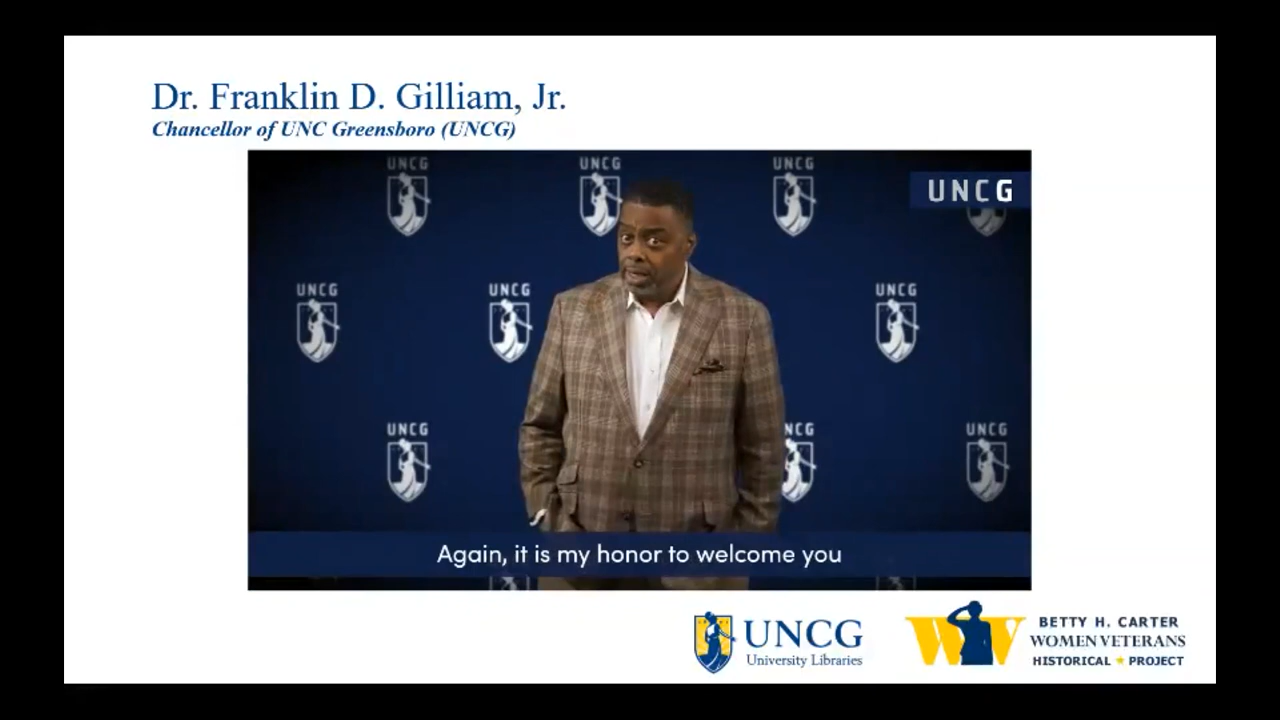 Dr. Franklin D. Gilliam, Jr.
Chancellor of UNC Greensboro (UNCG)
UNCG
UNCG
UNCG
UNCG
UNCG
UNCG
UNCG
UNCG
NCG
UNCG
Again, it is my honor to welcome you
UNCG
University Libraries
BETTY H. CARTER
WOMEN VETERANS
HISTORICAL ★ PROJECT